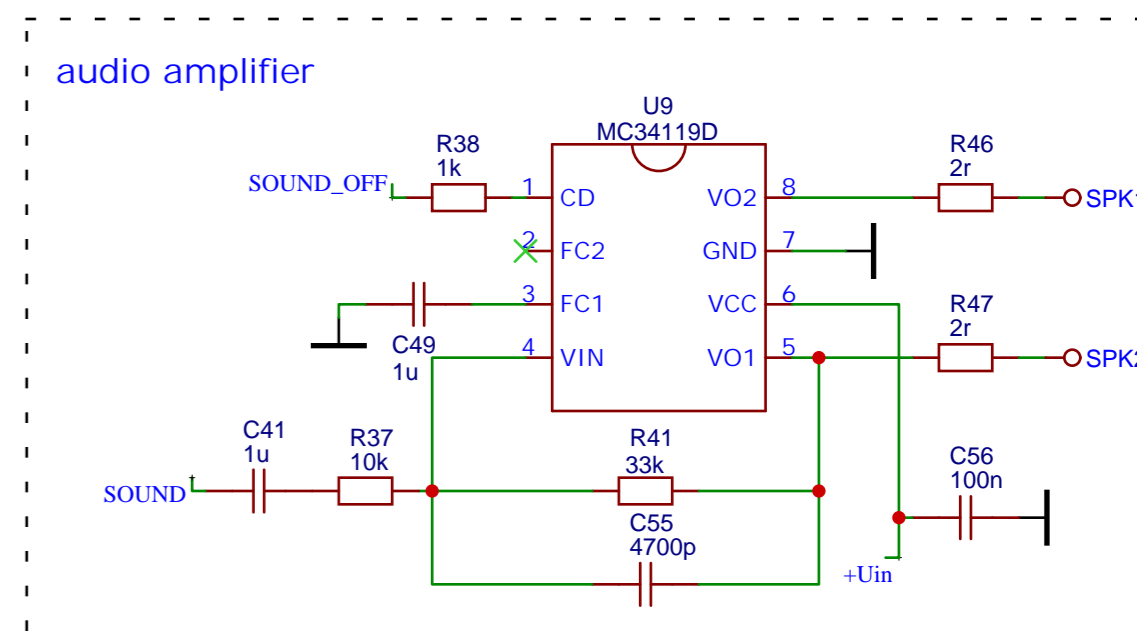 audio amplifier
U9
MC34119D
R38
1k
SOUND_OFF
1
CD
2
FC2
3
FC1
4
VIN
VO2
8
GND
7
VCC
6
VO1
5
R46
2r
SPK1
R47
2r
SPK2
C49
1u
C41
1u
SOUND
R37
10k
R41
33k
C55
4700p
C56
100n
+Uin